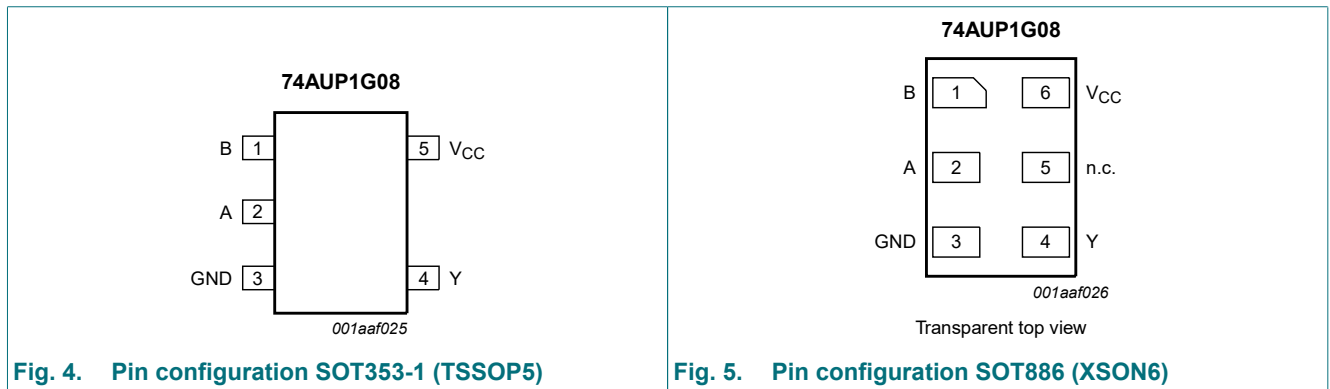 74AUP1G08
B 1
5 VCC
A 2
GND 3
4 Y
001aaf025
Fig. 4. Pin configuration SOT353-1 (TSSOP5)
74AUP1G08
B 1 6 VCC
A 2 5 n.c.
GND 3 4 Y
001aaf026
Transparent top view
Fig. 5. Pin configuration SOT886 (XSON6)